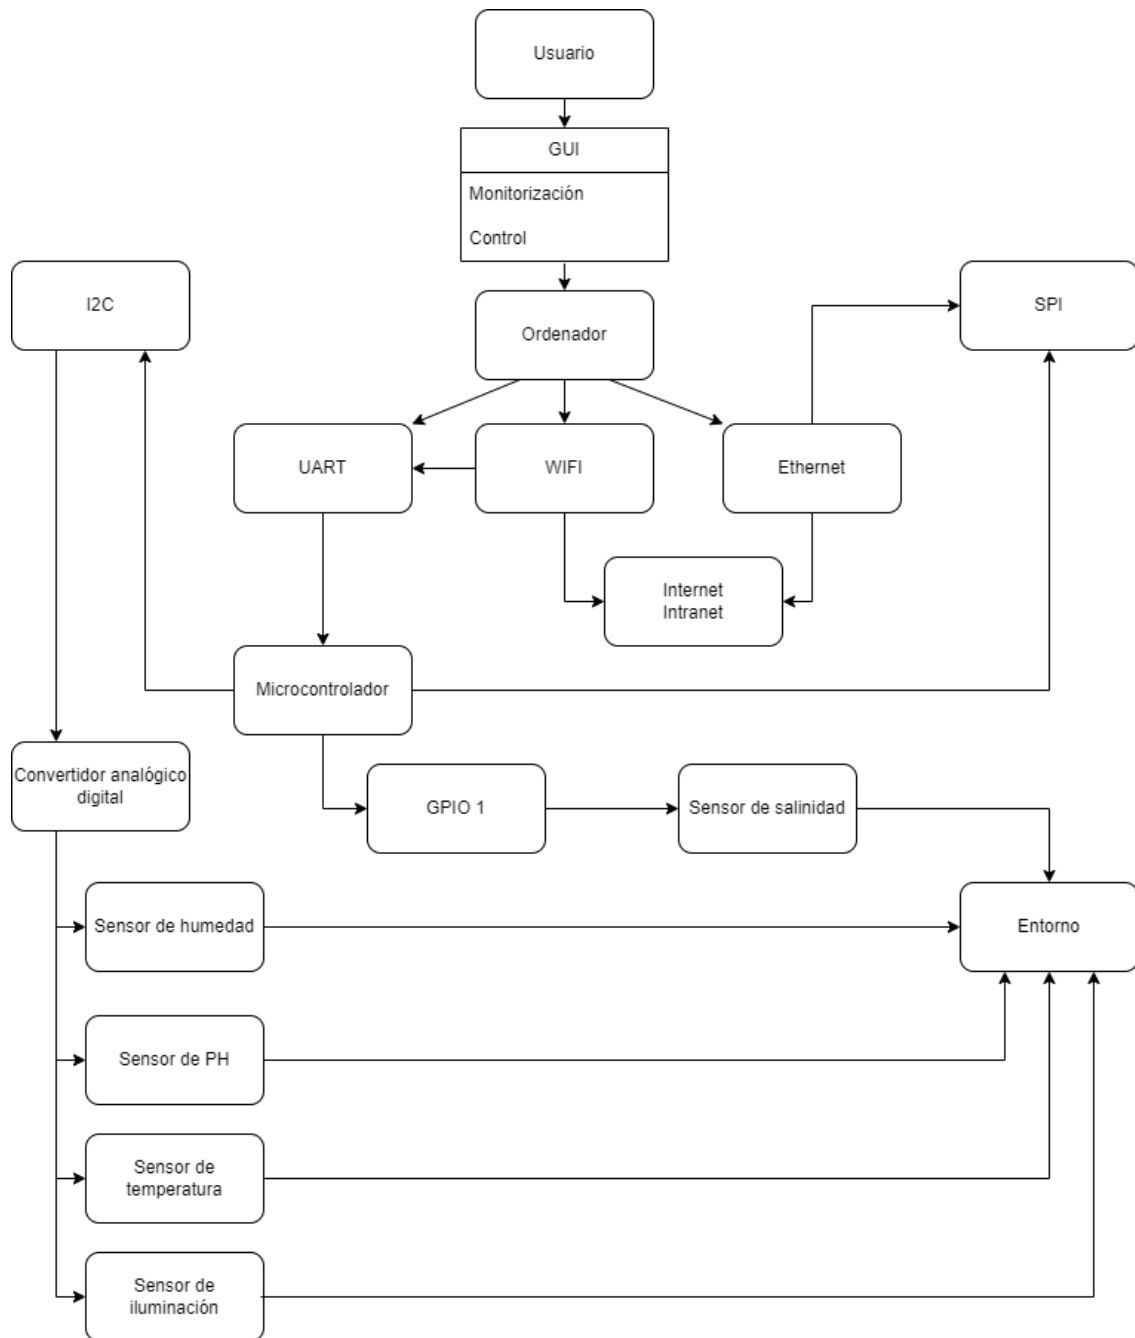 Usuario
GUI
Monitorización
Control
I2C
Ordenador
SPI
UART
WIFI
Ethernet
Internet
Intranet
Microcontrolador
Convertidor analógico
digital
GPIO 1
Sensor de salinidad
Sensor de humedad
Entorno
Sensor de PH
Sensor de
temperatura
Sensor de
iluminación